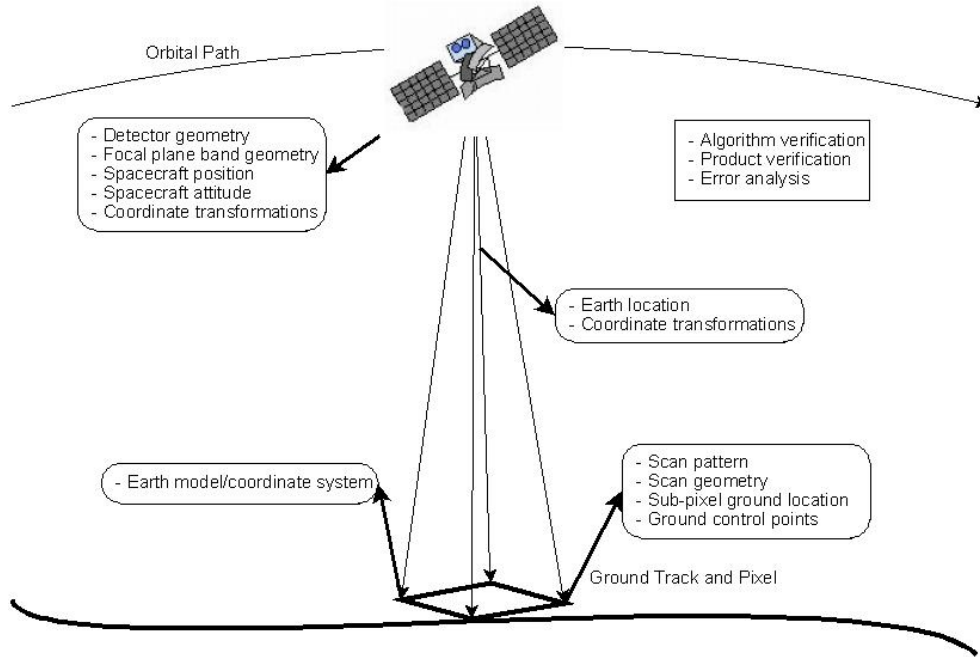 Orbital Path
- Detector geometry
- Focal plane band geometry
- Spacecraft position
- Spacecraft attitude
- Coordinate transformations
- Algorithm verification
- Product verification
- Error analysis
- Earth location
- Coordinate transformations
- Earth model/coordinate system
- Scan pattern
- Scan geometry
- Sub-pixel ground location
- Ground control points
Ground Track and Pixel